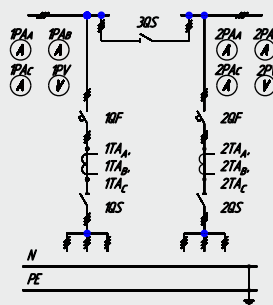 3QS
1PAA 1PAB 2PAA 2PA
A A A A
1PAC 1PV 2PAC 2P
A V A V
1QF 2QF
1TAA, 2TAA,
1TAB, 2TAB,
1TAC 2TAC
1QS 2QS
N
PE